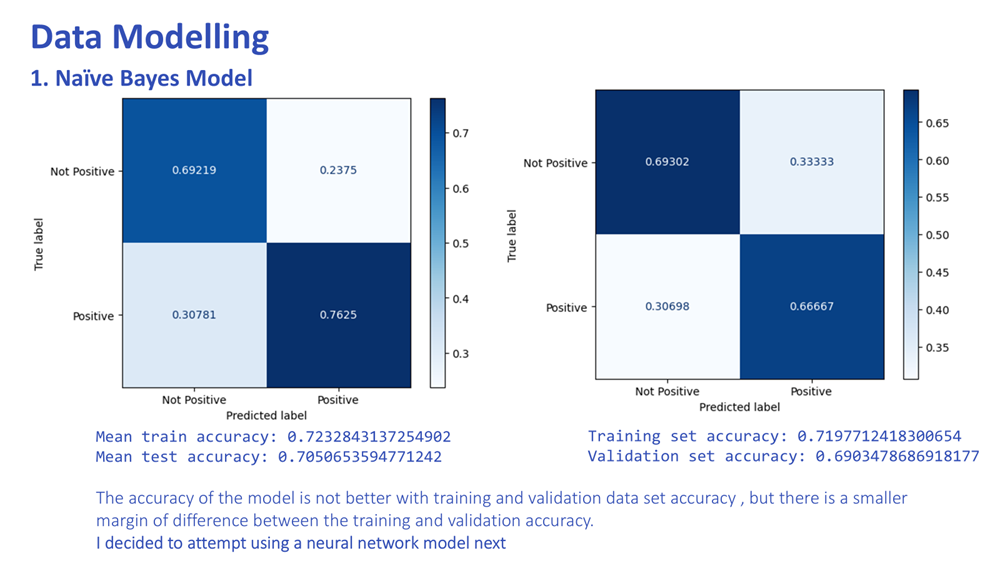 Data Modelling
1. Naïve Bayes Model
Not Positive
Positive
True label
0.69219
0.2375
0.30781
0.7625
Not Positive
Positive
Predicted label
0.7
0.6
0.5
0.4
0.3
Mean train accuracy: 0.7232843137254902
Mean test accuracy: 0.7050653594771242
Not Positive
Positive
True label
0.69302
0.33333
0.30698
0.66667
Not Positive
Positive
Predicted label
0.65
0.60
0.55
0.50
0.45
0.40
0.35
Training set accuracy: 0.7197712418300654
Validation set accuracy: 0.6903478686918177
The accuracy of the model is not better with training and validation data set accuracy , but there is a smaller
margin of difference between the training and validation accuracy.
I decided to attempt using a neural network model next